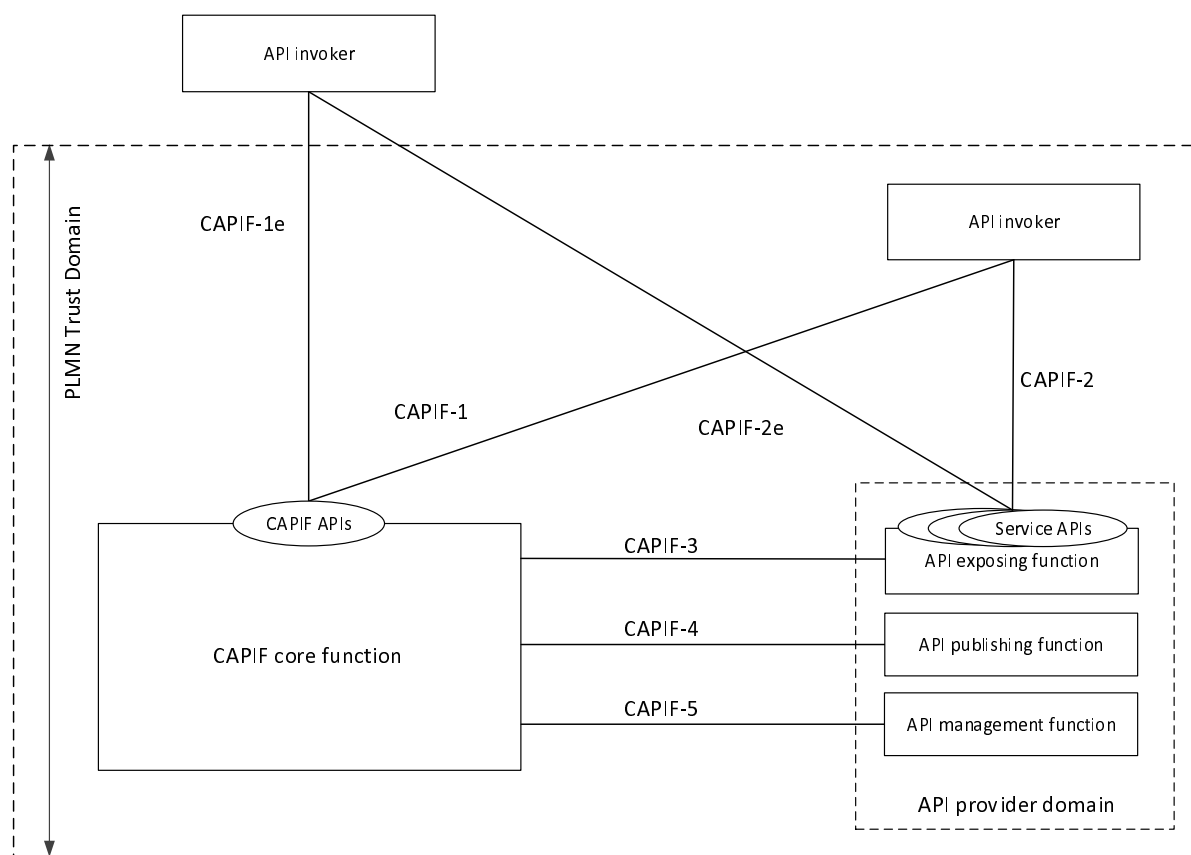 API invoker
PLMN Trust Domain
CAPIF-1e
API invoker
CAPIF-2
CAPIF-1
CAPIF-2e
CAPIF APIs
Service APIs
CAPIF-3
API exposing function
CAPIF-4
API publishing function
CAPIF core function
CAPIF-5
API management function
API provider domain